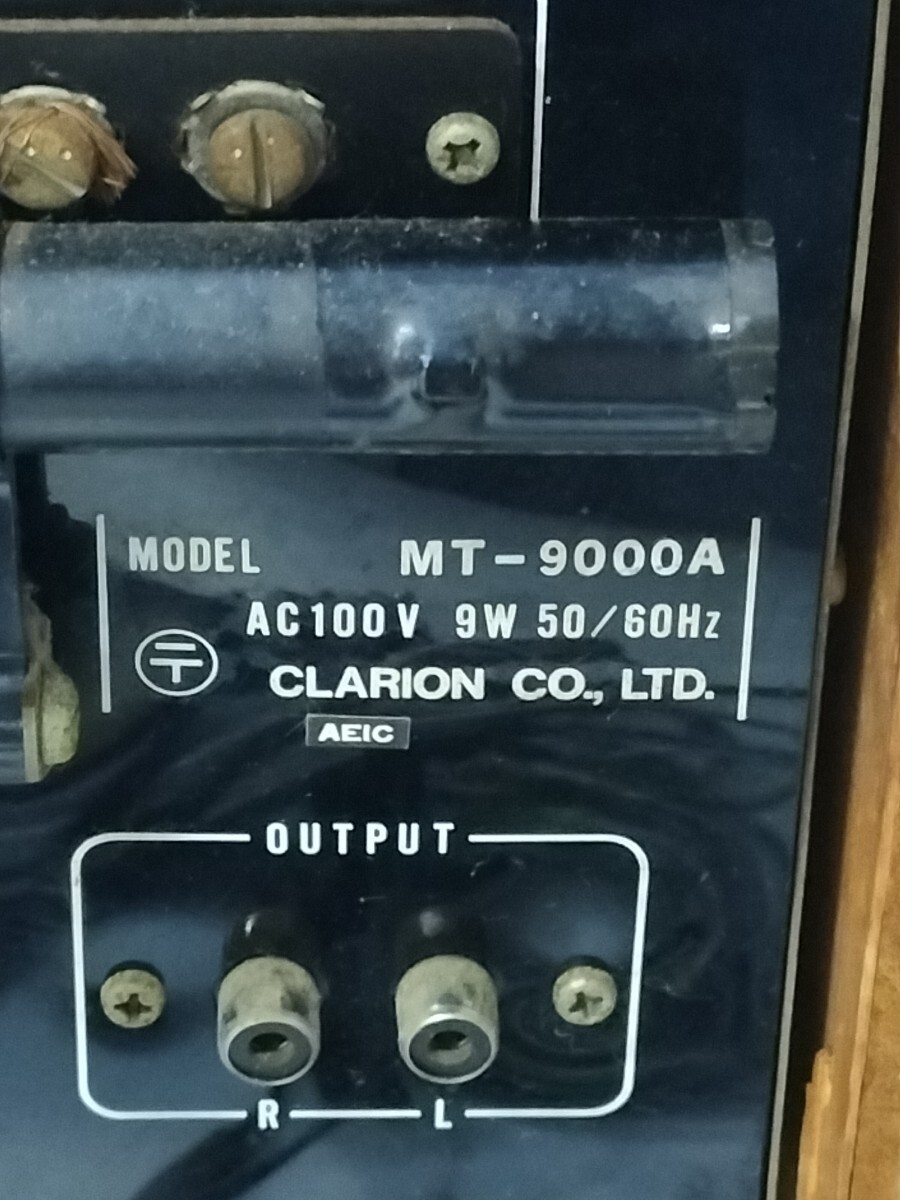 MODEL MT-9000A
AC100V 9W 50/60Hz
〒
CLARION CO., LTD.
AEIC
OUTPUT
R L